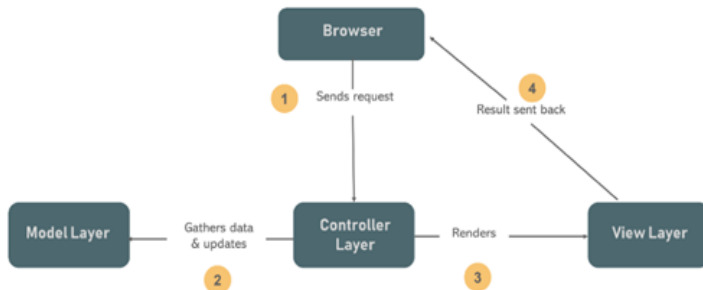 Browser
1
Sends request
4
Result sent back
Model Layer
Gathers data
& updates
2
Controller
Layer
Renders
3
View Layer